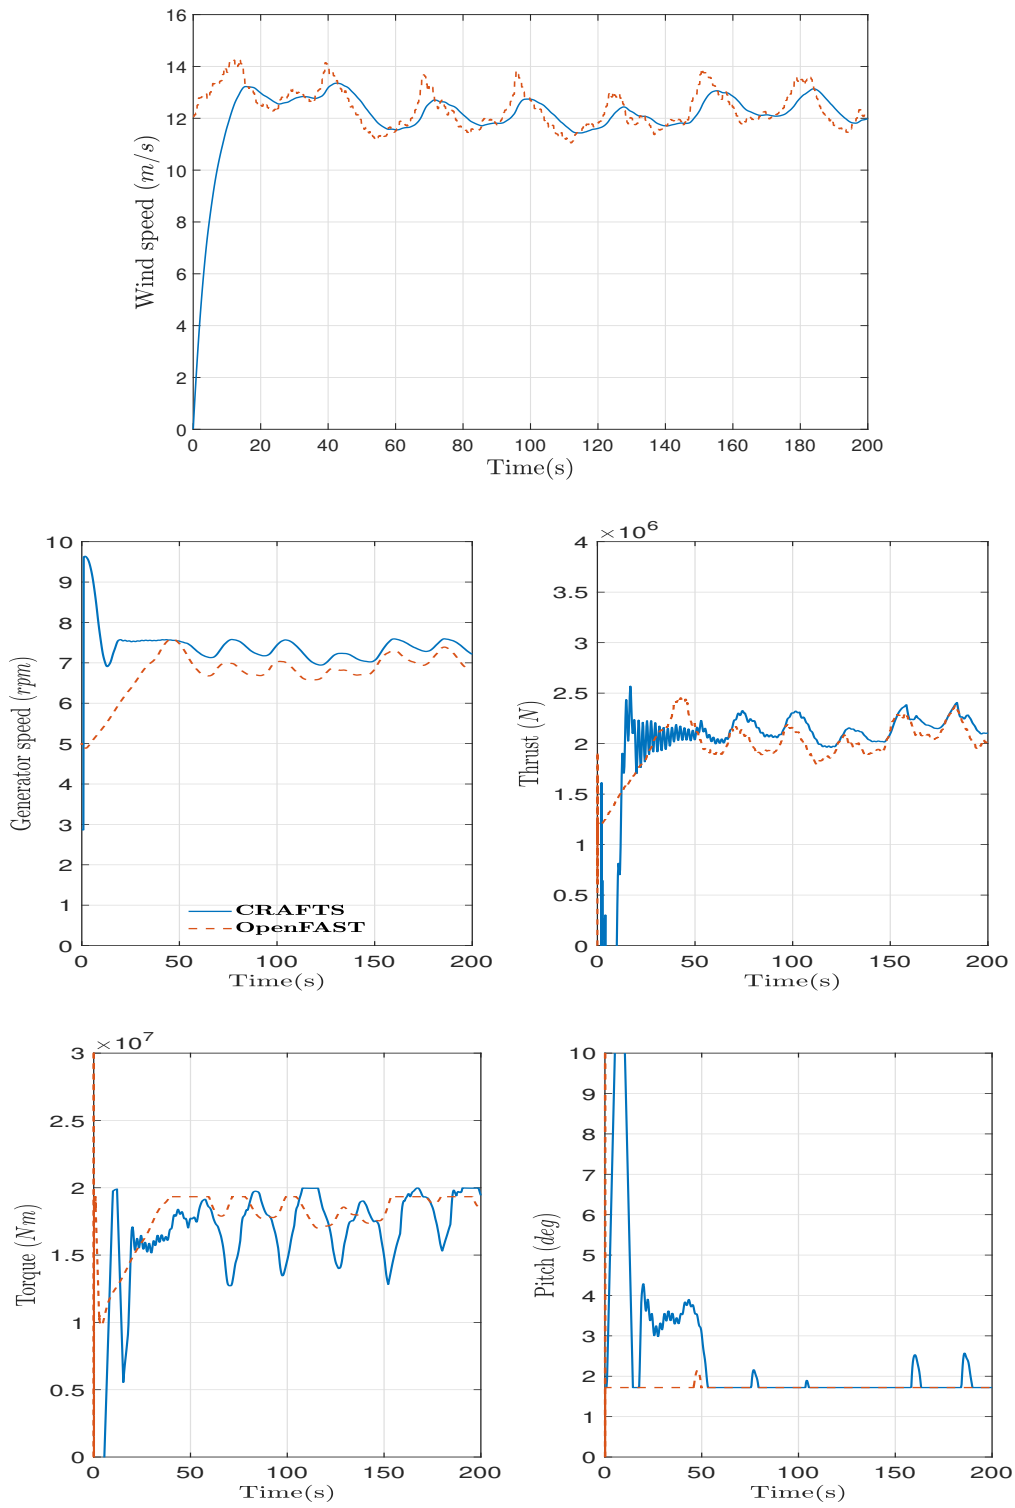 16
14
12
10
8
6
4
2
0
Wind speed (m/s)
0 20 40 60 80 100 120 140 160 180 200
Time(s)
10
9
8
7
6
5
4
3
2
1
0
Generator speed (rpm)
CRAFTS
OpenFAST
0 50 100 150 200
Time(s)
×10⁶
4
3.5
3
2.5
2
1.5
1
0.5
0
Thrust (N)
0 50 100 150 200
Time(s)
×10⁷
3
2.5
2
1.5
1
0.5
0
Torque (Nm)
0 50 100 150 200
Time(s)
10
9
8
7
6
5
4
3
2
1
0
Pitch (deg)
0 50 100 150 200
Time(s)